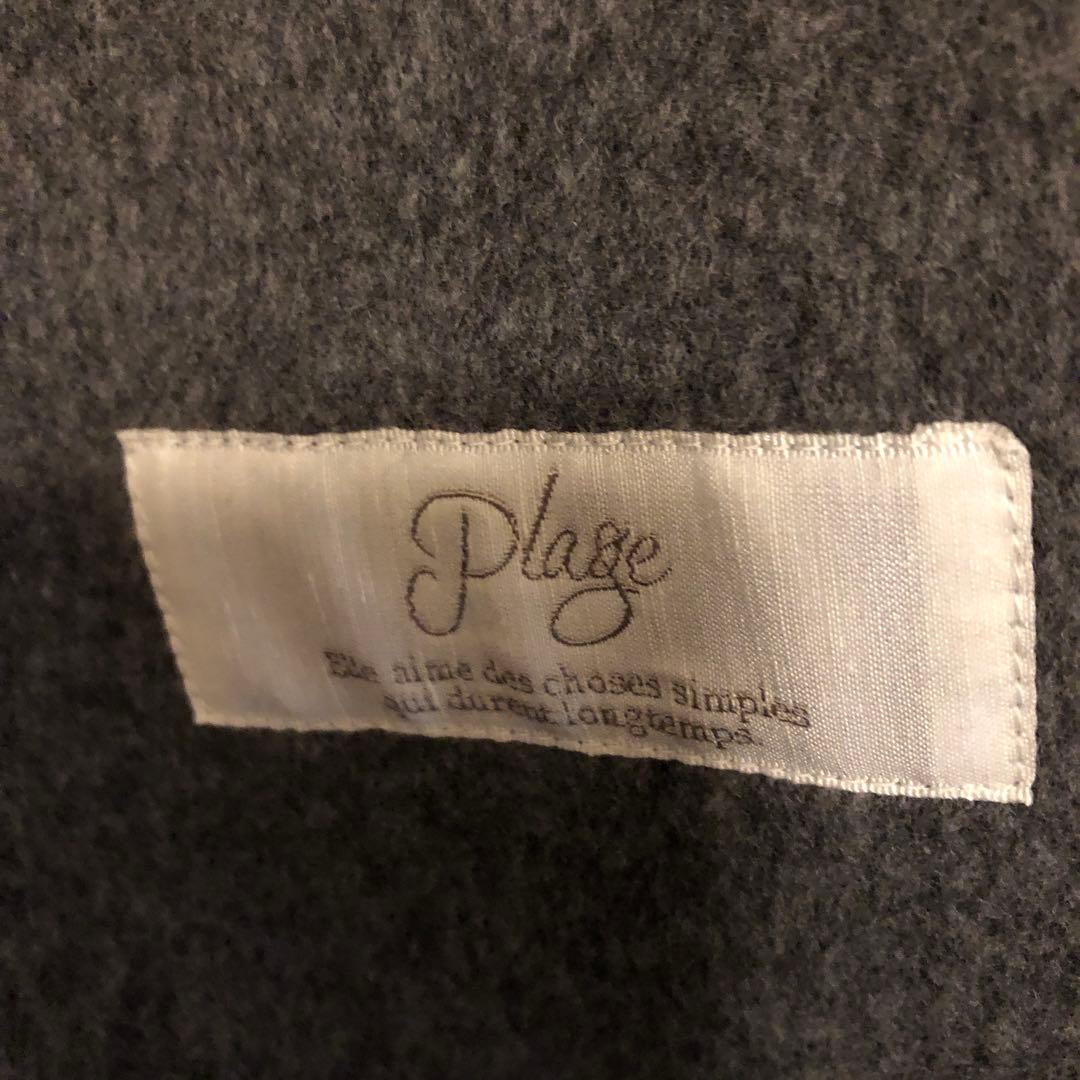 Plage
Elle aime des choses simples
qui durent longtemps.